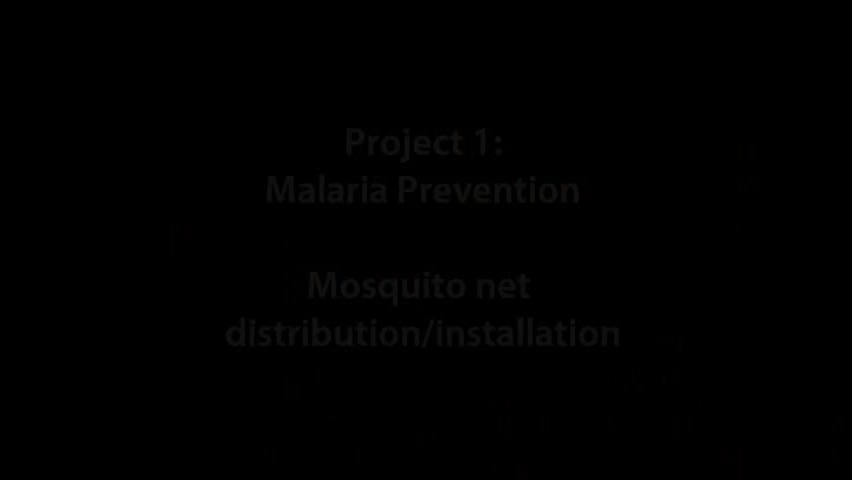 Project 1:
Malaria Prevention
Mosquito net
distribution/installation